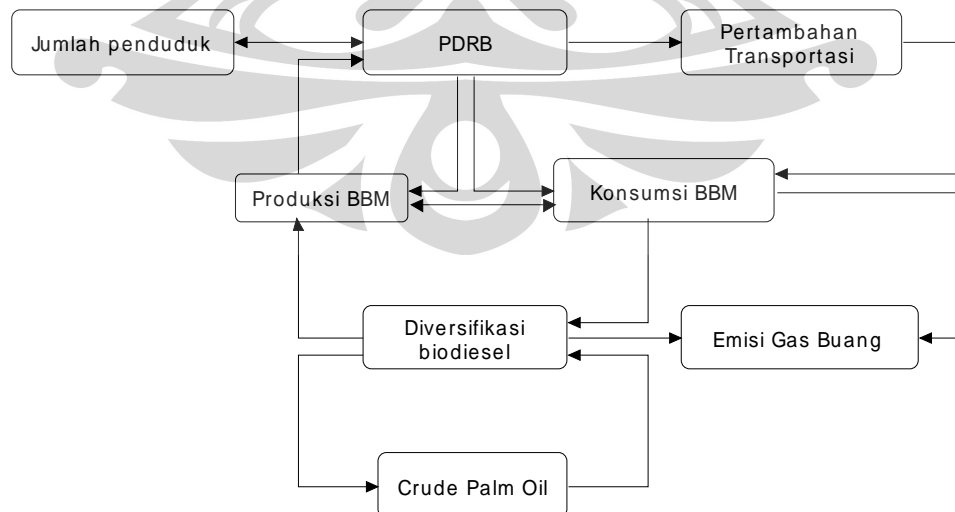 Jumlah penduduk
PDRB
Pertambahan
Transportasi
Produksi BBM
Konsumsi BBM
Diversifikasi
biodiesel
Emisi Gas Buang
Crude Palm Oil